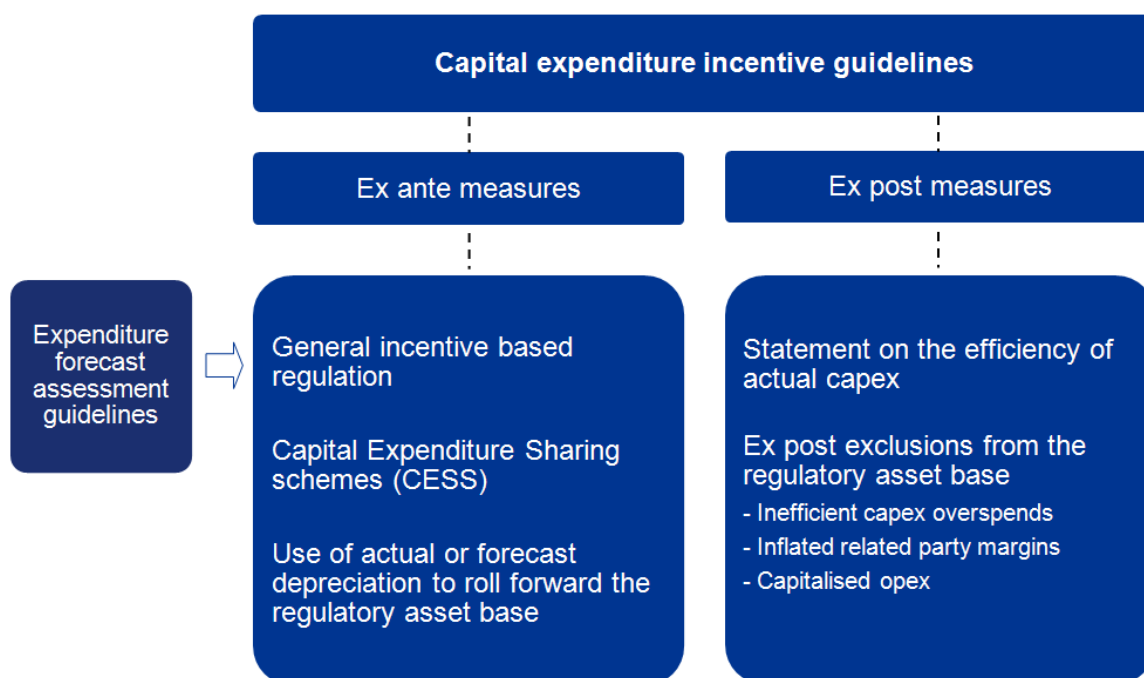 Capital expenditure incentive guidelines
Ex ante measures
Ex post measures
Expenditure
forecast
assessment
guidelines
General incentive based
regulation
Capital Expenditure Sharing
schemes (CESS)
Use of actual or forecast
depreciation to roll forward the
regulatory asset base
Statement on the efficiency of
actual capex
Ex post exclusions from the
regulatory asset base
- Inefficient capex overspends
- Inflated related party margins
- Capitalised opex